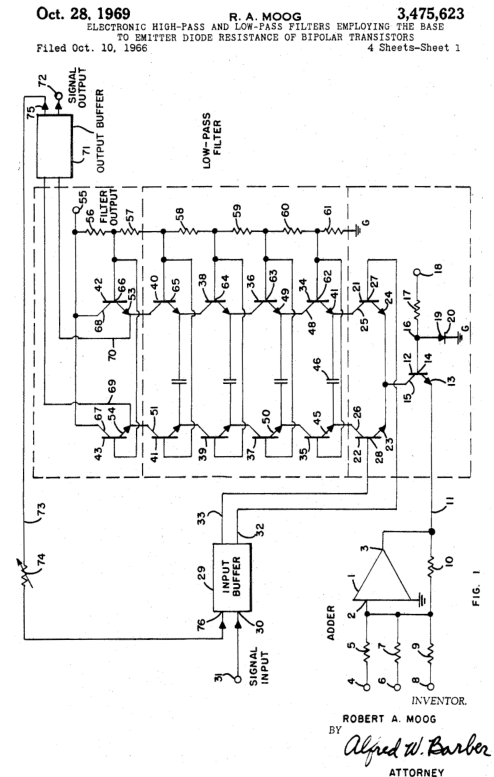 Oct. 28, 1969
R. A. MOOG
3,475,623
ELECTRONIC HIGH-PASS AND LOW-PASS FILTERS EMPLOYING THE BASE
TO EMITTER DIODE RESISTANCE OF BIPOLAR TRANSISTORS
Filed Oct. 10, 1966
4 Sheets-Sheet 1
72
SIGNAL
OUTPUT
75
71
OUTPUT BUFFER
LOW-PASS
FILTER
55
FILTER
OUTPUT
56
57
58
59
60
61
G
42
66
53
68
40
65
38
64
36
63
49
34
62
41
48
21
27
24
25
70
69
46
67
54
43
51
41
39
50
37
45
35
26
22
28
23
18
17
16
19
20
G
12
14
15
13
73
74
33
32
29
INPUT
BUFFER
76
30
31
SIGNAL
INPUT
11
3
1
2
10
ADDER
4
5
6
7
8
9
FIG. 1
INVENTOR.
ROBERT A. MOOG
BY
Alfred W. Barber
ATTORNEY